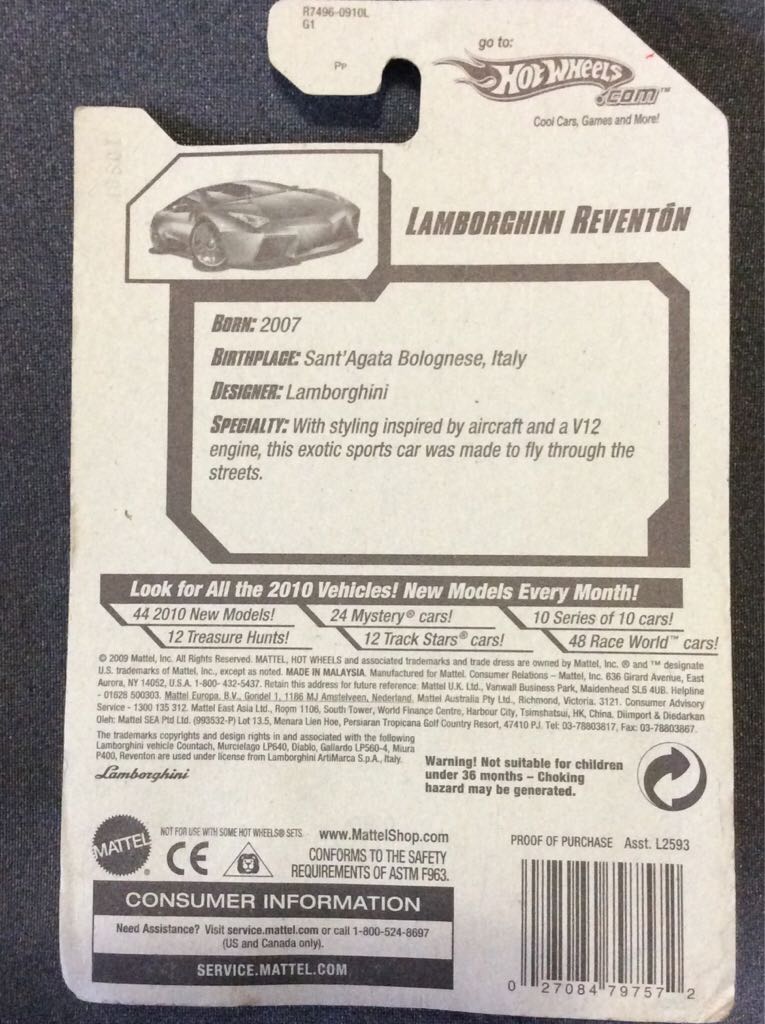 R7496-0910L
G1
Pp
go to:
HOT WHEELS
.com™
Cool Cars, Games and More!
LAMBORGHINI REVENTÓN
BORN: 2007
BIRTHPLACE: Sant'Agata Bolognese, Italy
DESIGNER: Lamborghini
SPECIALTY: With styling inspired by aircraft and a V12
engine, this exotic sports car was made to fly through the
streets.
Look for All the 2010 Vehicles! New Models Every Month!
44 2010 New Models! 24 Mystery® cars! 10 Series of 10 cars!
12 Treasure Hunts! 12 Track Stars® cars! 48 Race World™ cars!
© 2009 Mattel, Inc. All Rights Reserved. MATTEL, HOT WHEELS and associated trademarks and trade dress are owned by Mattel, Inc. ® and ™ designate
U.S. trademarks of Mattel, Inc., except as noted. MADE IN MALAYSIA. Manufactured for Mattel. Consumer Relations – Mattel, Inc. 636 Girard Avenue, East
Aurora, NY 14052, U.S.A. 1-800- 432-5437. Retain this address for future reference: Mattel U.K. Ltd., Vanwall Business Park, Maidenhead SL6 4UB. Helpline
- 01628 500303. Mattel Europa, B.V., Gondel 1, 1186 MJ Amstelveen, Nederland. Mattel Australia Pty Ltd., Richmond, Victoria. 3121. Consumer Advisory
Service - 1300 135 312. Mattel East Asia Ltd., Room 1106, South Tower, World Finance Centre, Harbour City, Tsimshatsui, HK, China. Diimport & Diedarkan
Oleh: Mattel SEA Ptd Ltd. (993532-P) Lot 13.5, Menara Lien Hoe, Persiaran Tropicana Golf Country Resort, 47410 PJ. Tel: 03-78803817, Fax: 03-78803867.
The trademarks copyrights and design rights in and associated with the following
Lamborghini vehicle Countach, Murcielago LP640, Diablo, Gallardo LP560-4, Miura
P400, Reventon are used under license from Lamborghini ArtiMarca S.p.A., Italy.
Lamborghini
Warning! Not suitable for children
under 36 months – Choking
hazard may be generated.
MATTEL
NOT FOR USE WITH SOME HOT WHEELS® SETS.
CE
www.MattelShop.com
CONFORMS TO THE SAFETY
REQUIREMENTS OF ASTM F963.
PROOF OF PURCHASE Asst. L2593
CONSUMER INFORMATION
Need Assistance? Visit service.mattel.com or call 1-800-524-8697
(US and Canada only).
SERVICE.MATTEL.COM
0 27084 79757 2